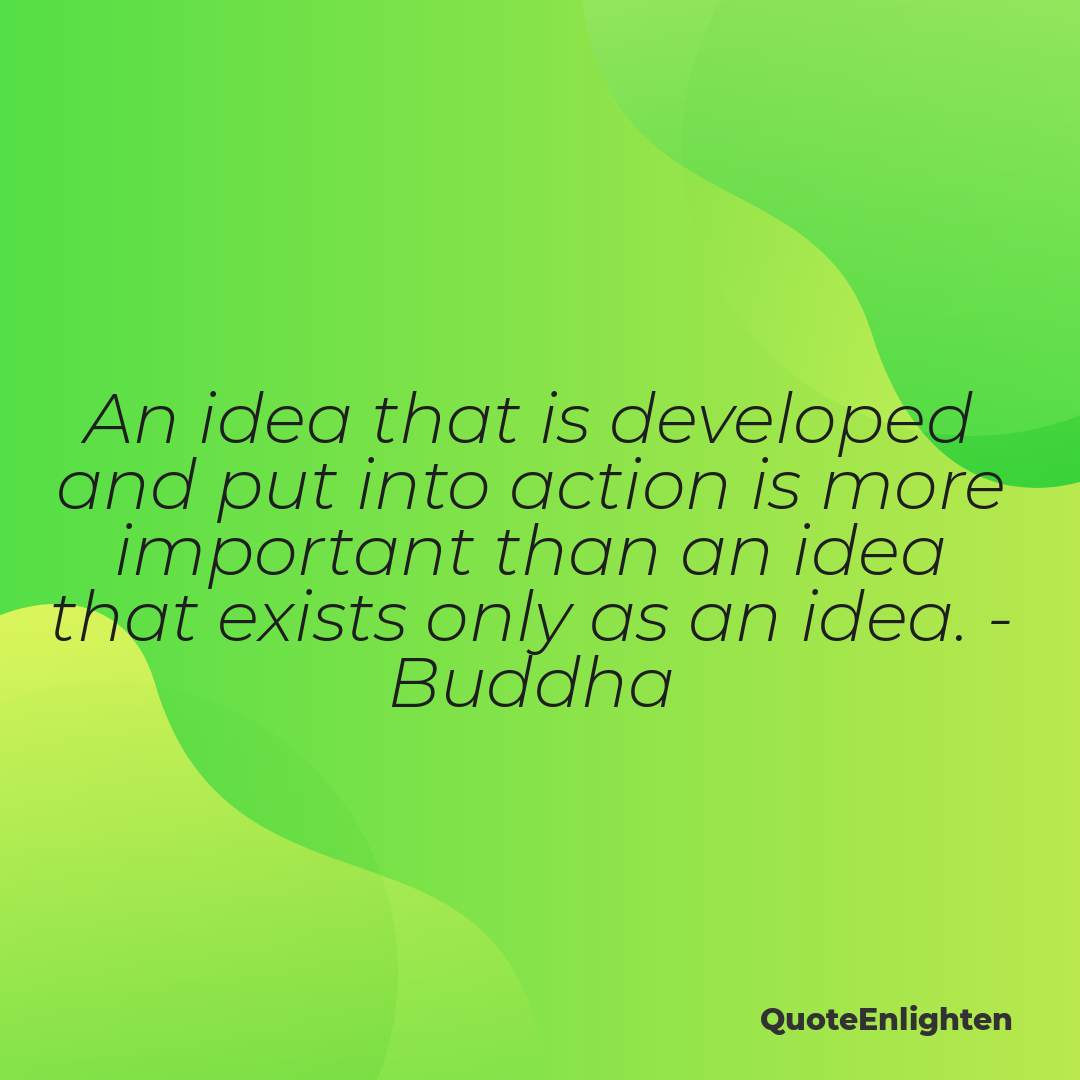 An idea that is developed
and put into action is more
important than an idea
that exists only as an idea. -
Buddha
QuoteEnlighten